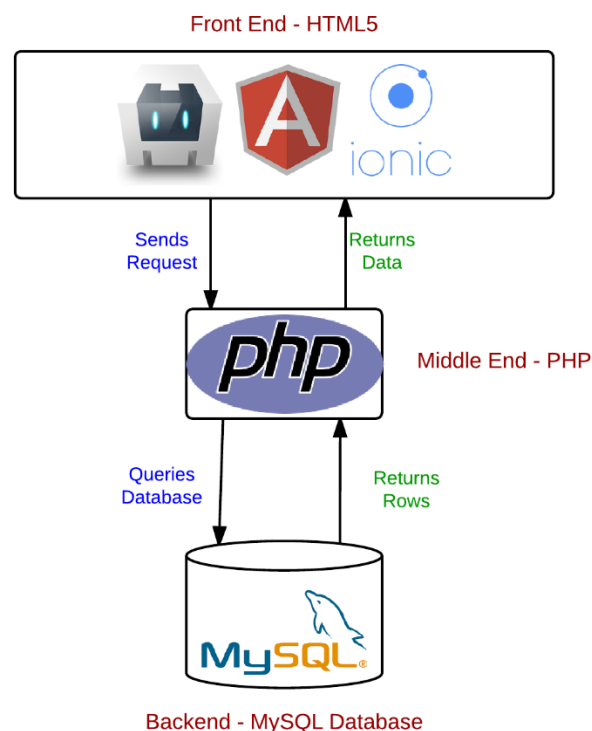 Front End - HTML5
A
ionic
Sends
Request
Returns
Data
php
Middle End - PHP
Queries
Database
Returns
Rows
MySQL®
Backend - MySQL Database